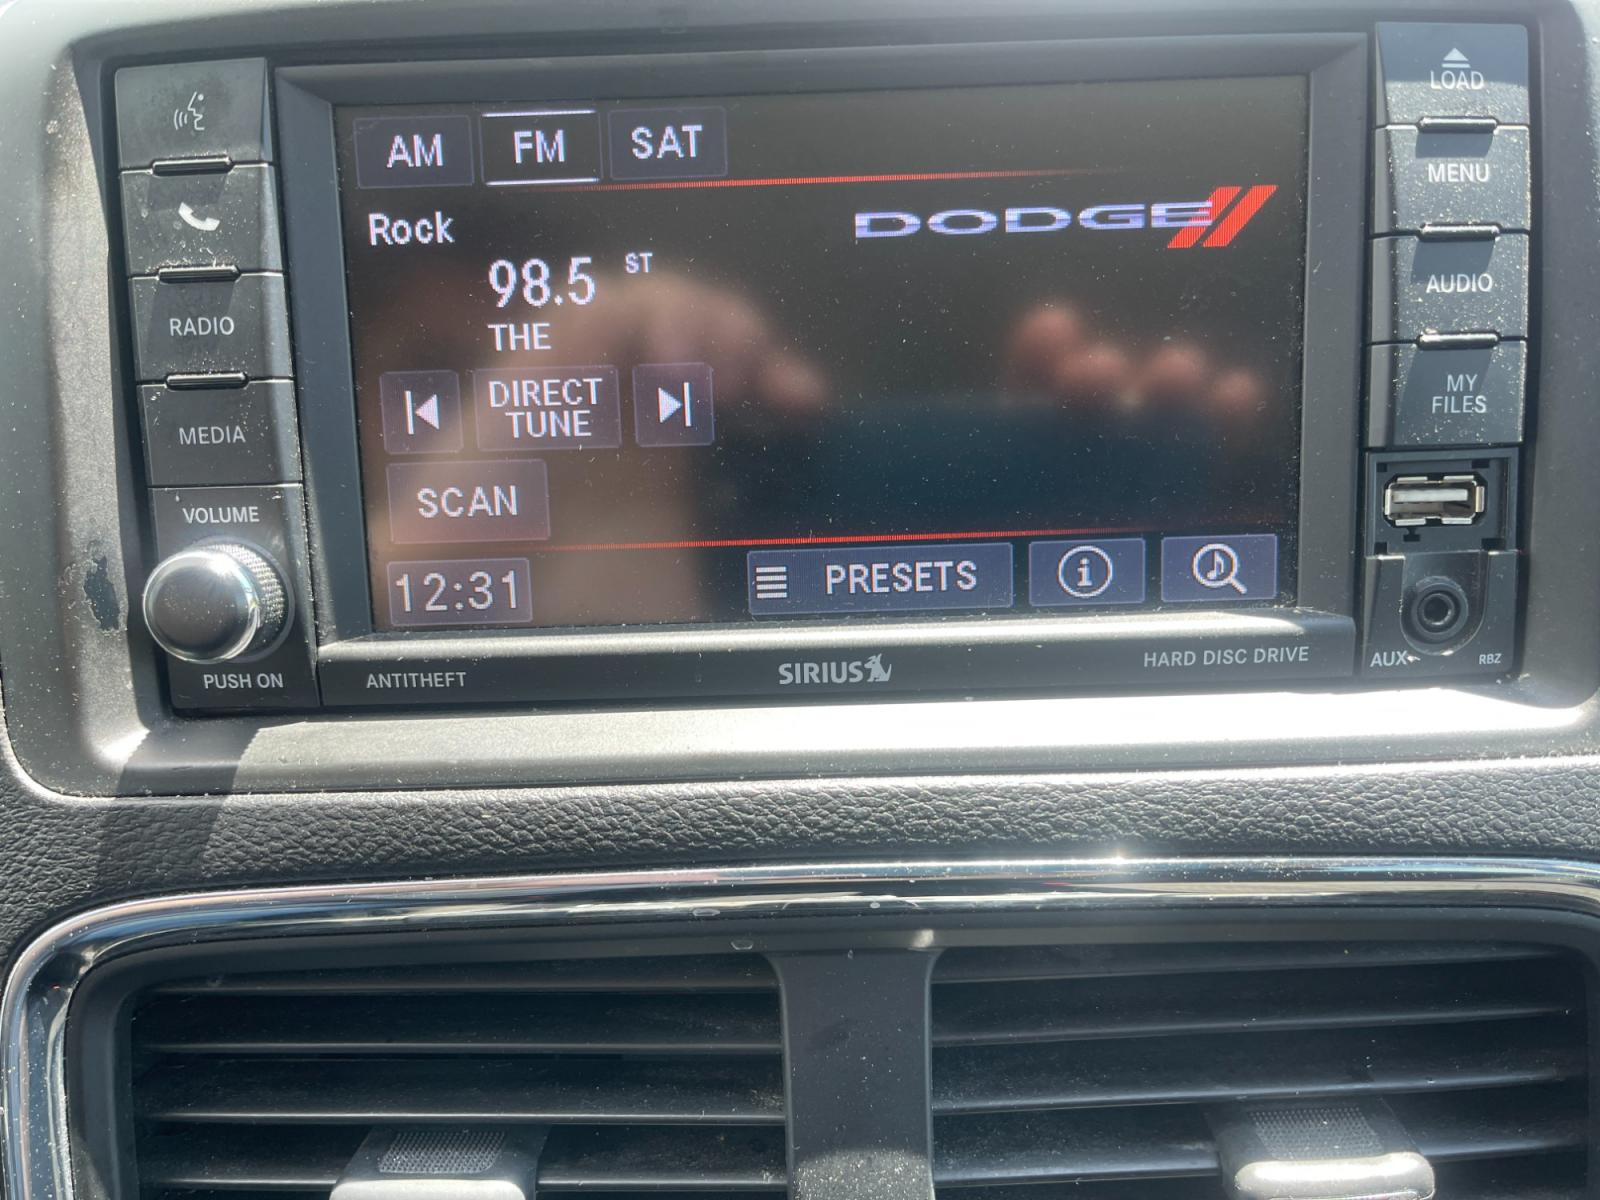 AM FM SAT
Rock
DODGE
98.5 ST
THE
DIRECT
TUNE
SCAN
12:31
PRESETS
i
RADIO
MEDIA
VOLUME
PUSH ON
LOAD
MENU
AUDIO
MY
FILES
AUX
RBZ
ANTITHEFT
SIRIUS
HARD DISC DRIVE